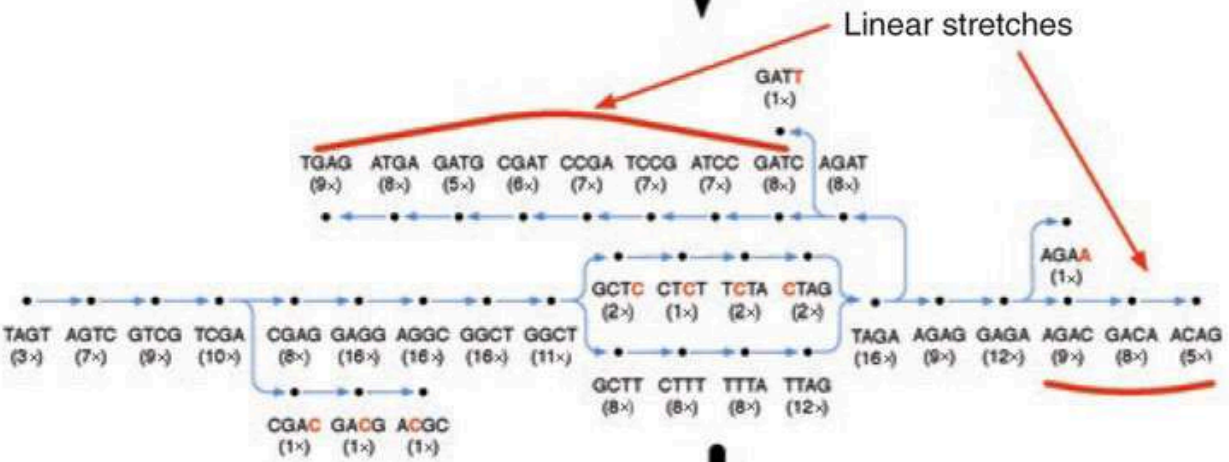 Linear stretches
GATT
(1×)
TGAG ATGA GATG CGAT CCGA TCCG ATCC GATC AGAT
(9×) (8×) (5×) (6×) (7×) (7×) (7×) (8×) (8×)
AGAA
(1×)
GCTC CTCT TCTA CTAG
(2×) (1×) (2×) (2×)
TAGT AGTC GTCG TCGA CGAG GAGG AGGC GGCT GGCT TAGA AGAG GAGA AGAC GACA ACAG
(3×) (7×) (9×) (10×) (8×) (16×) (16×) (16×) (11×) (16×) (9×) (12×) (9×) (8×) (5×)
GCTT CTTT TTTA TTAG
(8×) (8×) (8×) (12×)
CGAC GACG ACGC
(1×) (1×) (1×)